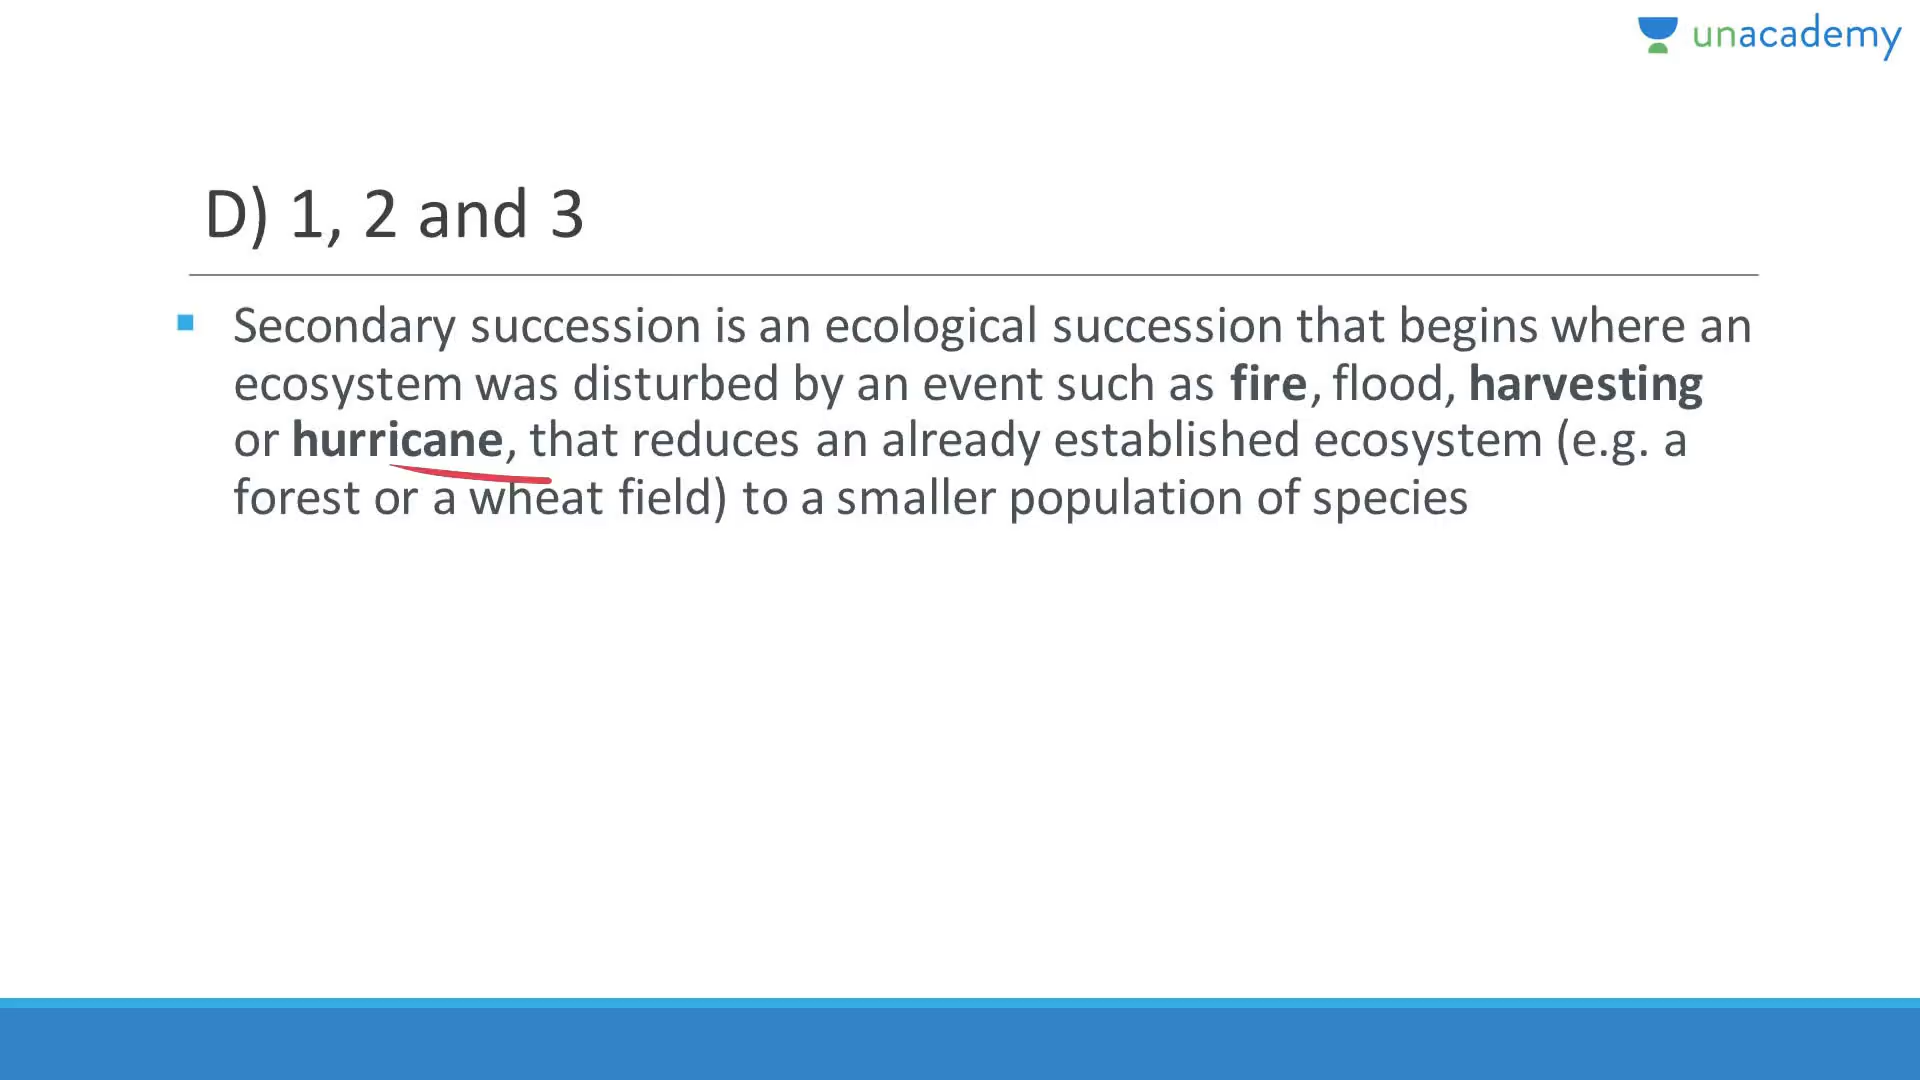 unacademy
D) 1, 2 and 3
Secondary succession is an ecological succession that begins where an
ecosystem was disturbed by an event such as fire, flood, harvesting
or hurricane, that reduces an already established ecosystem (e.g. a
forest or a wheat field) to a smaller population of species